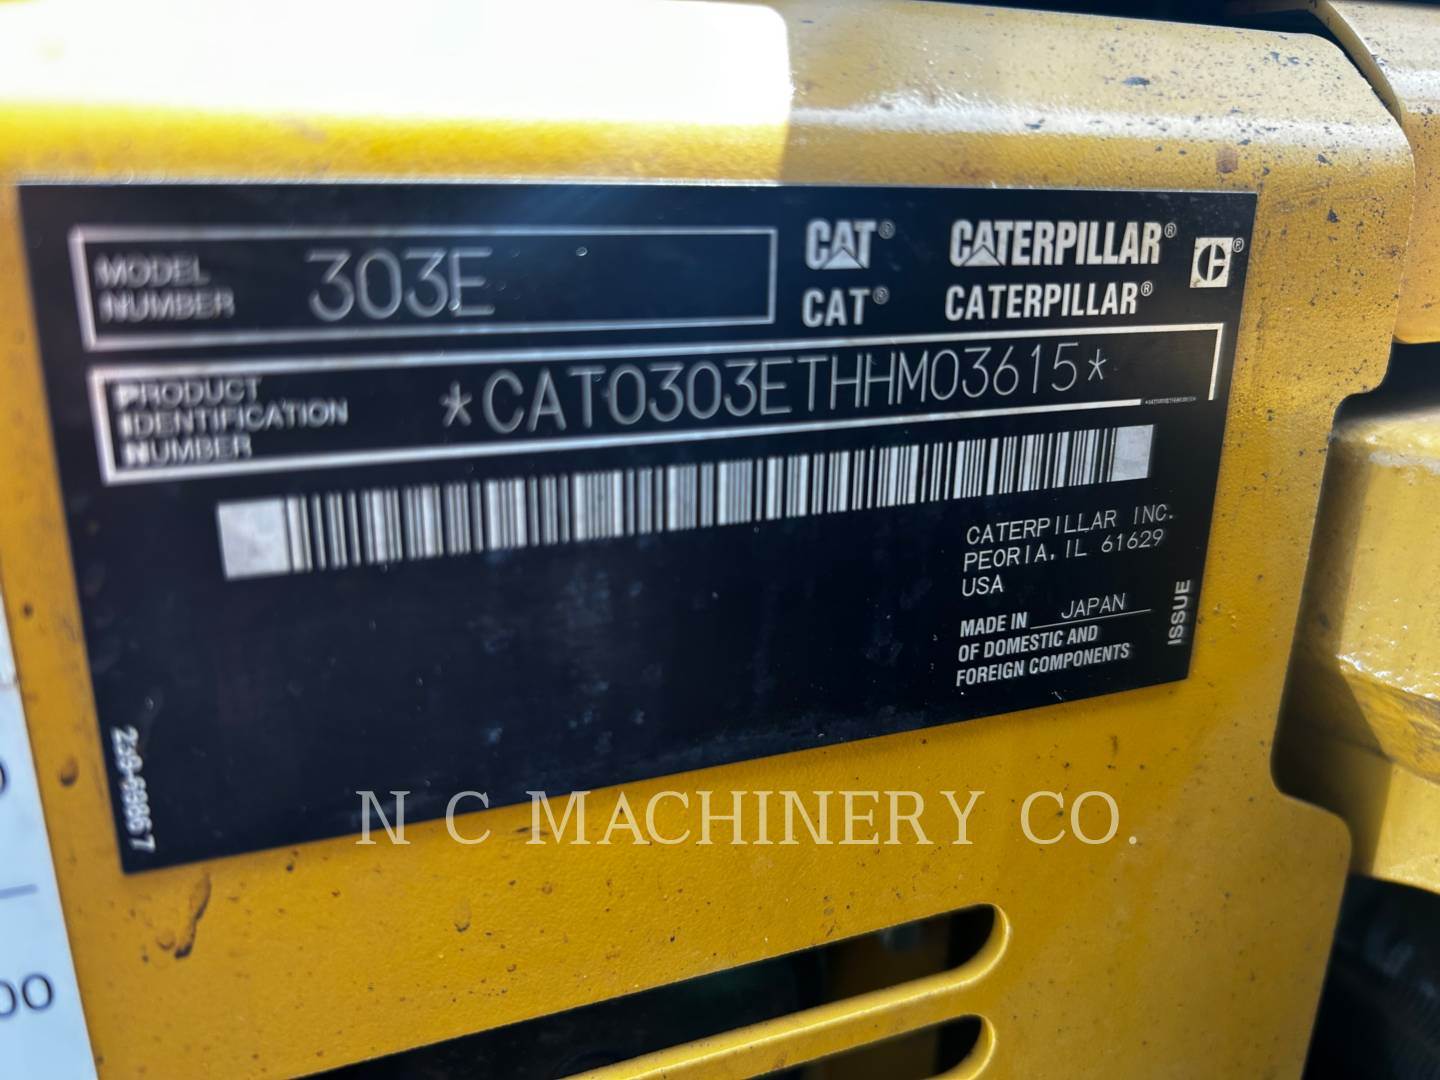 MODEL NUMBER 303E
CAT® CATERPILLAR® ®
CAT® CATERPILLAR®
PRODUCT
IDENTIFICATION
NUMBER
*CAT0303ETHHM03615*
CATERPILLAR INC.
PEORIA, IL 61629
USA
MADE IN JAPAN
OF DOMESTIC AND
FOREIGN COMPONENTS
ISSUE
N C MACHINERY CO.
00